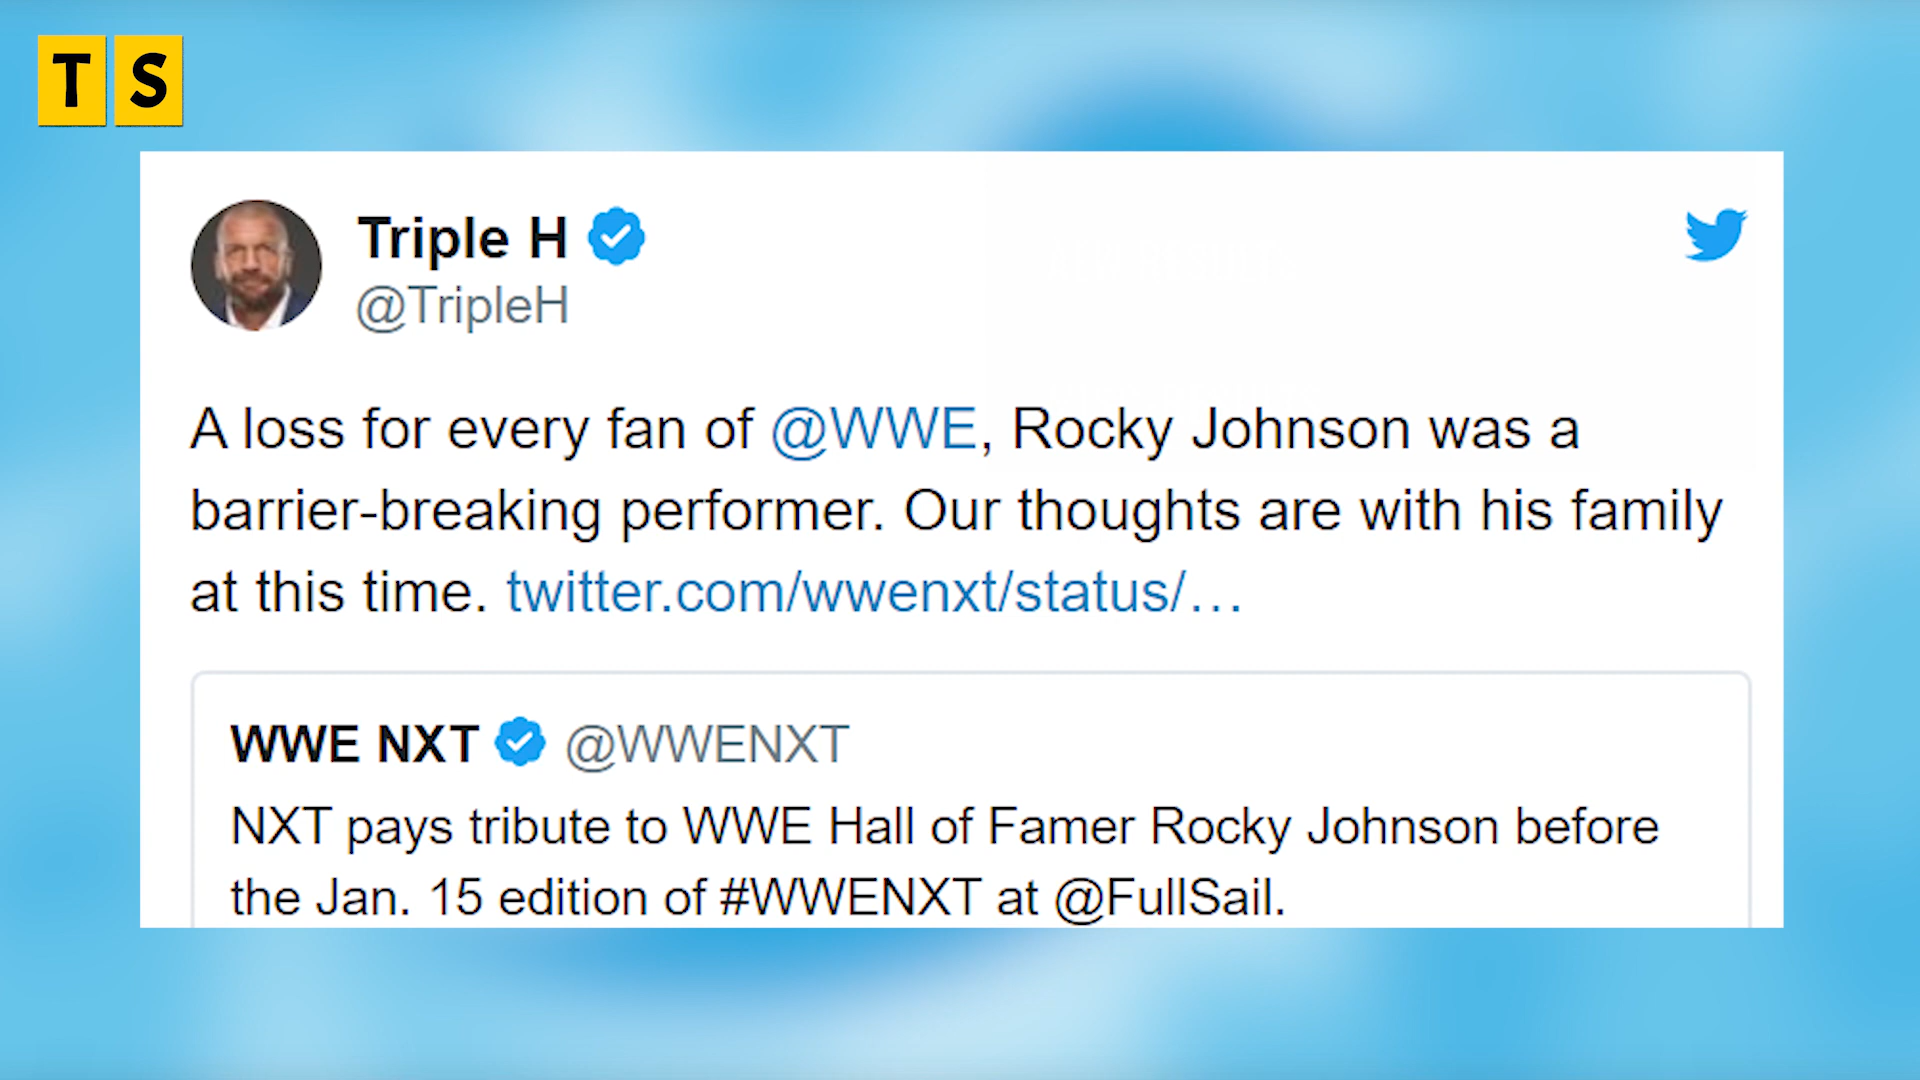 TS
Triple H
@TripleH
A loss for every fan of @WWE, Rocky Johnson was a
barrier-breaking performer. Our thoughts are with his family
at this time. twitter.com/wwenxt/status/…
WWE NXT @WWENXT
NXT pays tribute to WWE Hall of Famer Rocky Johnson before
the Jan. 15 edition of #WWENXT at @FullSail.